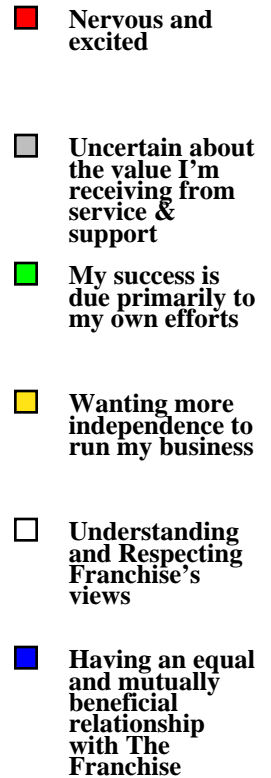 Nervous and
excited
Uncertain about
the value I’m
receiving from
service &
support
My success is
due primarily to
my own efforts
Wanting more
independence to
run my business
Understanding
and Respecting
Franchise’s
views
Having an equal
and mutually
beneficial
relationship
with The
Franchise